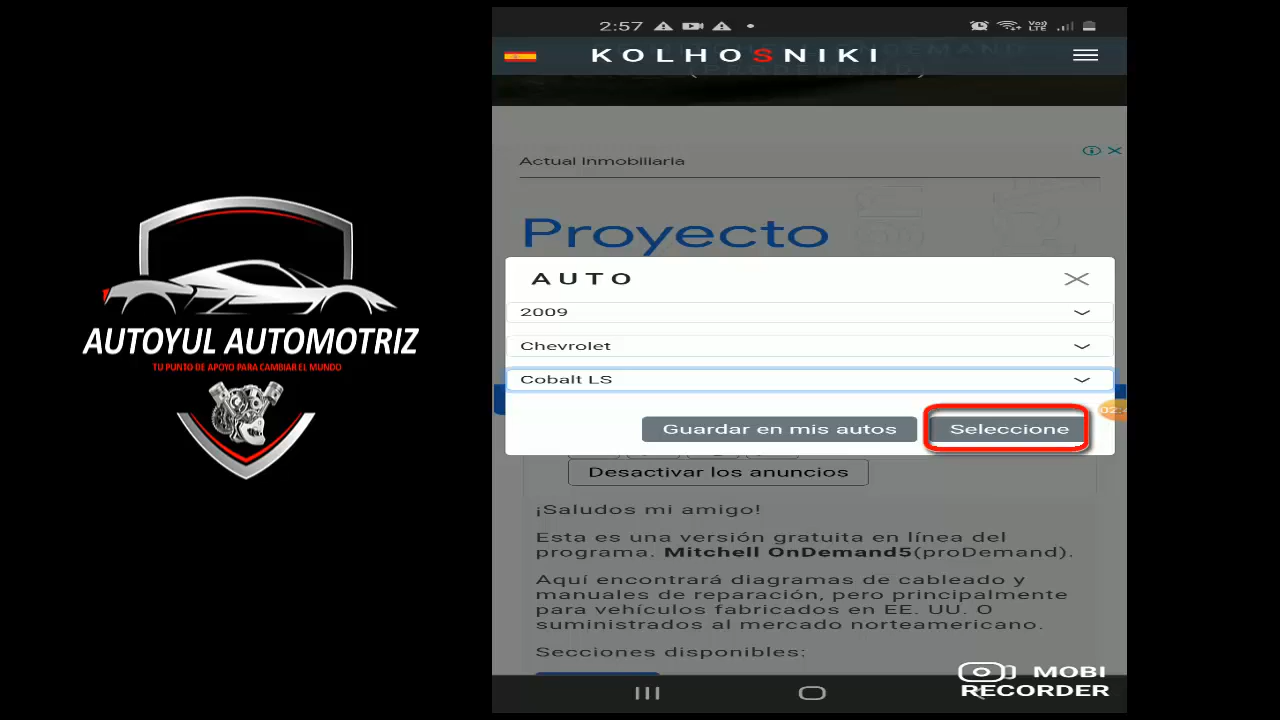 AUTOYUL AUTOMOTRIZ
TU PUNTO DE APOYO PARA CAMBIAR EL MUNDO
2:57
KOLHOSNIKI
Actual Inmobiliaria
Proyecto
AUTO
2009
Chevrolet
Cobalt LS
Guardar en mis autos
Seleccione
Desactivar los anuncios
¡Saludos mi amigo!
Esta es una versión gratuita en línea del
programa. Mitchell OnDemand5(proDemand).
Aquí encontrará diagramas de cableado y
manuales de reparación, pero principalmente
para vehículos fabricados en EE. UU. O
suministrados al mercado norteamericano.
Secciones disponibles:
MOBI
RECORDER